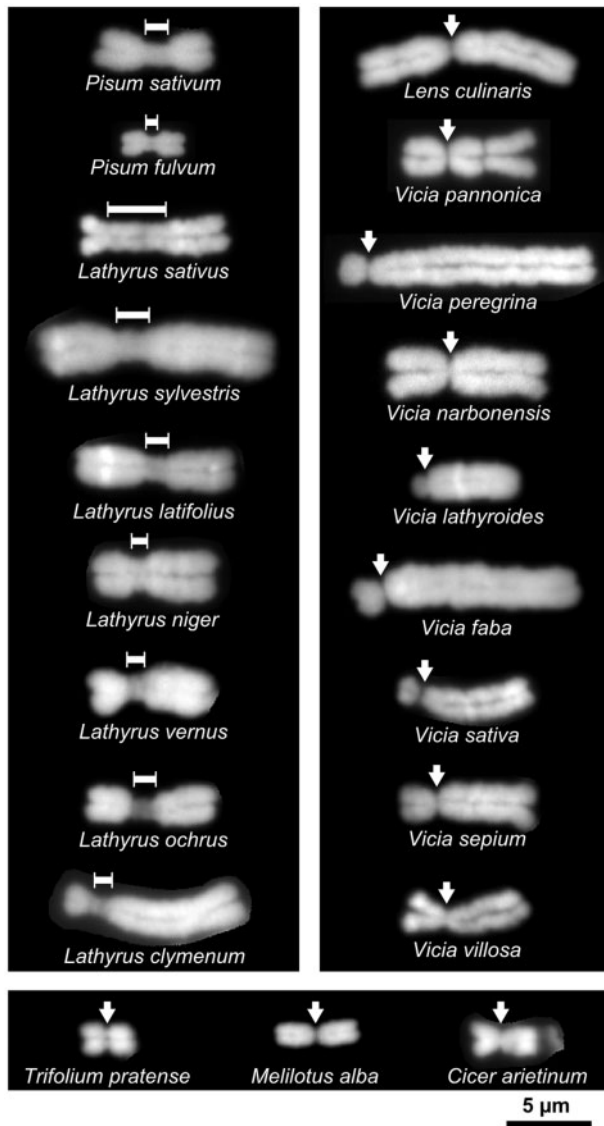 Pisum sativum
Pisum fulvum
Lathyrus sativus
Lathyrus sylvestris
Lathyrus latifolius
Lathyrus niger
Lathyrus vernus
Lathyrus ochrus
Lathyrus clymenum
Lens culinaris
Vicia pannonica
Vicia peregrina
Vicia narbonensis
Vicia lathyroides
Vicia faba
Vicia sativa
Vicia sepium
Vicia villosa
Trifolium pratense
Melilotus alba
Cicer arietinum
5 µm